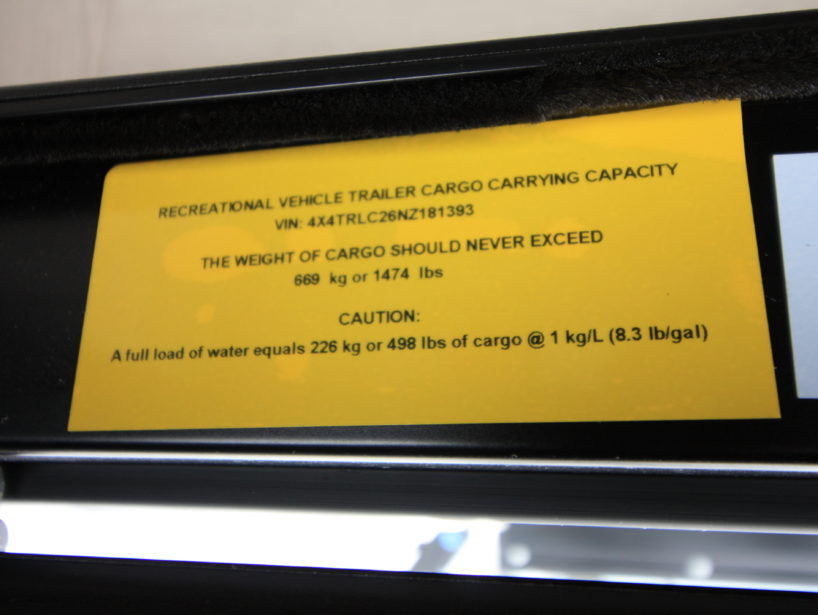 RECREATIONAL VEHICLE TRAILER CARGO CARRYING CAPACITY
VIN: 4X4TRLC26NZ181393
THE WEIGHT OF CARGO SHOULD NEVER EXCEED
669 kg or 1474 lbs
CAUTION:
A full load of water equals 226 kg or 498 lbs of cargo @ 1 kg/L (8.3 lb/gal)